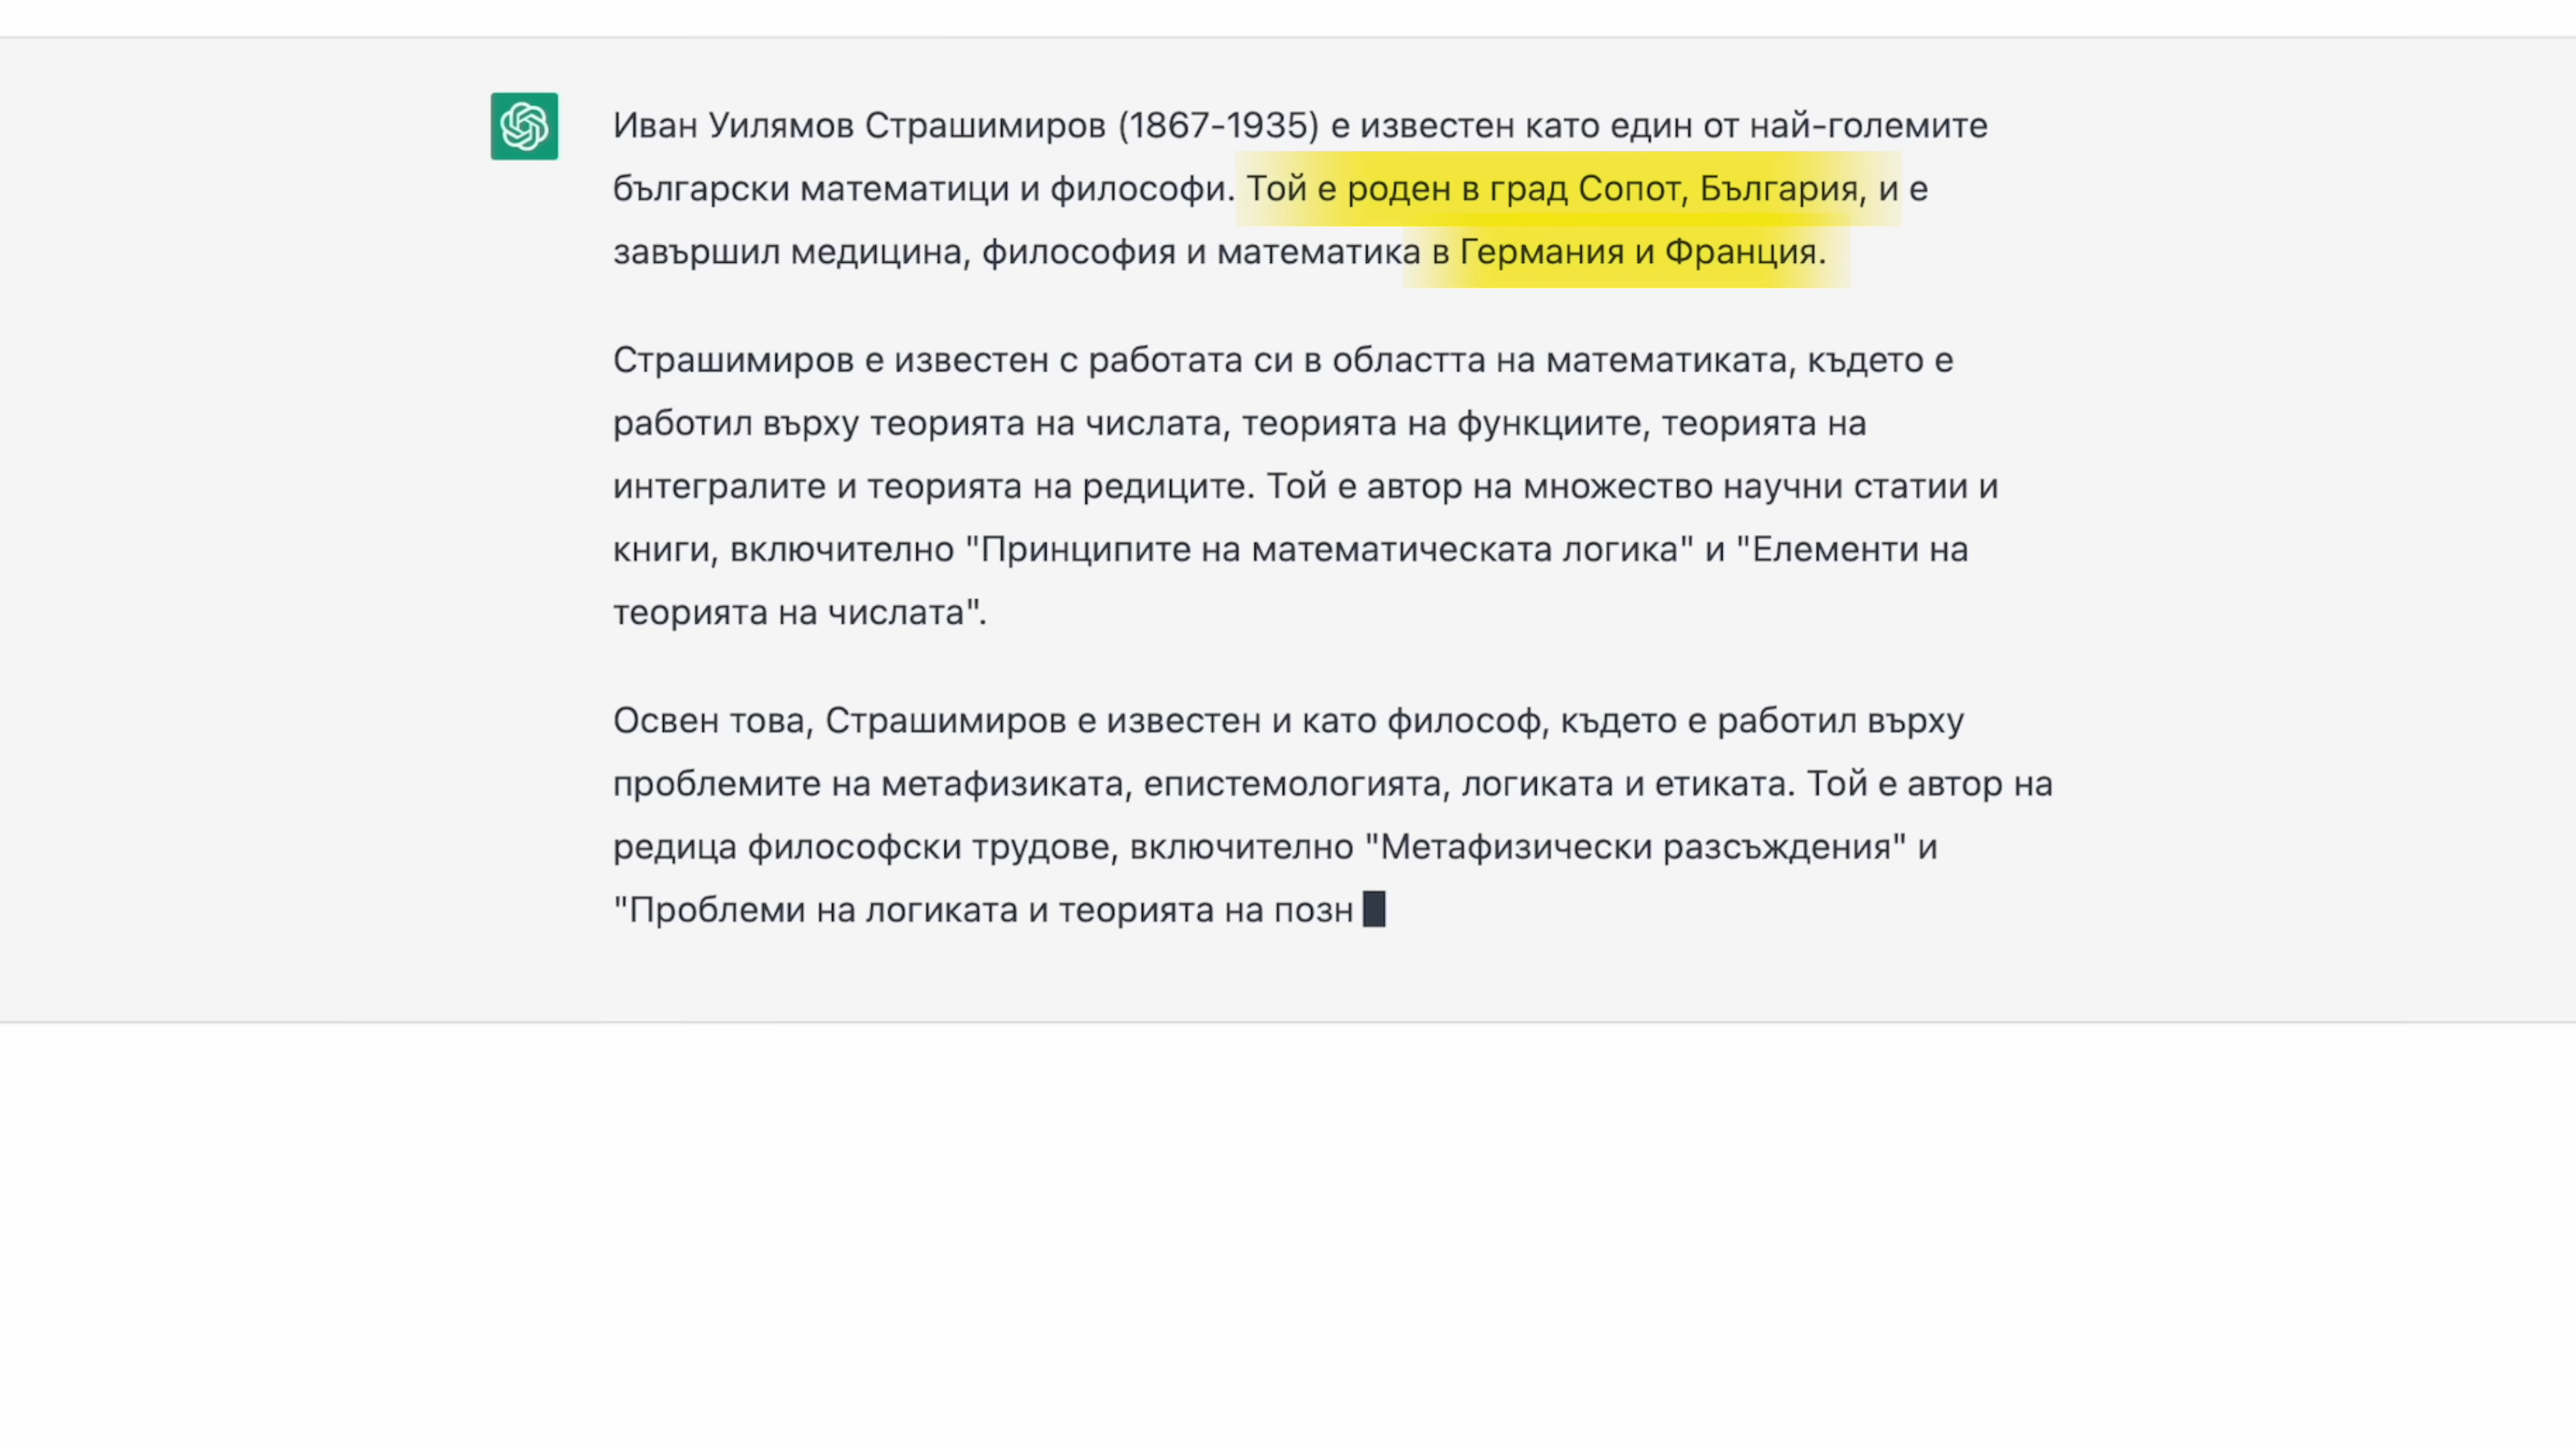 Иван Уилямов Страшимиров (1867-1935) е известен като един от най-големите
български математици и философи. Той е роден в град Сопот, България, и е
завършил медицина, философия и математика в Германия и Франция.
Страшимиров е известен с работата си в областта на математиката, където е
работил върху теорията на числата, теорията на функциите, теорията на
интегралите и теорията на редиците. Той е автор на множество научни статии и
книги, включително "Принципите на математическата логика" и "Елементи на
теорията на числата".
Освен това, Страшимиров е известен и като философ, където е работил върху
проблемите на метафизиката, епистемологията, логиката и етиката. Той е автор на
редица философски трудове, включително "Метафизически разсъждения" и
"Проблеми на логиката и теорията на позн